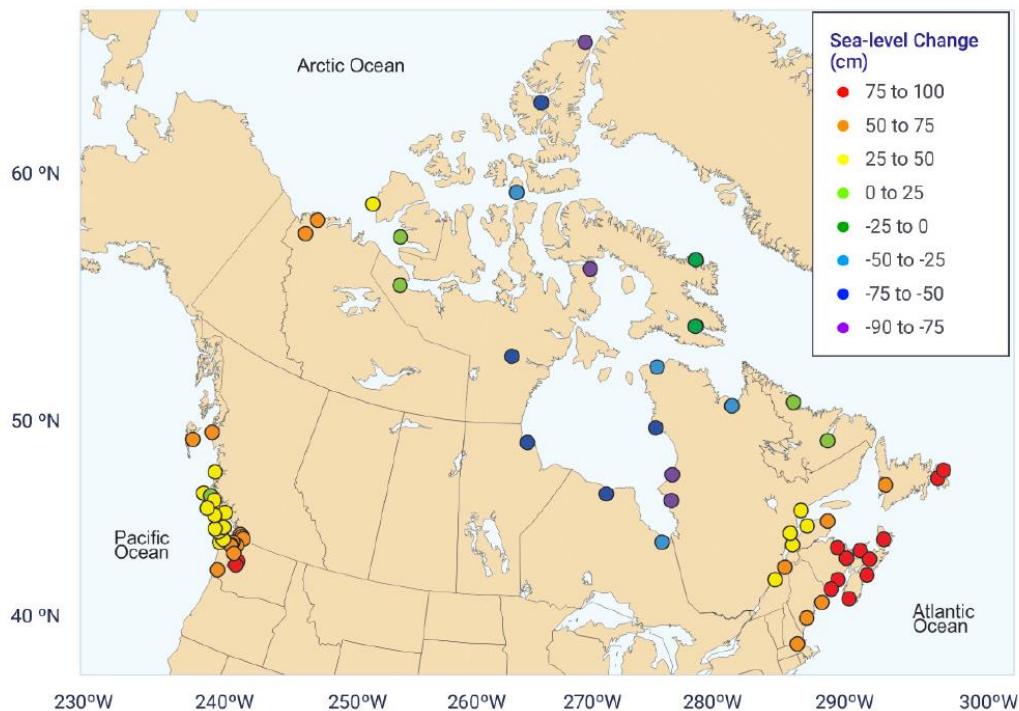 Arctic Ocean
Sea-level Change
(cm)
75 to 100
50 to 75
25 to 50
0 to 25
-25 to 0
-50 to -25
-75 to -50
-90 to -75
60 ºN
50 ºN
40 ºN
Pacific
Ocean
Atlantic
Ocean
230ºW
240ºW
250ºW
260ºW
270ºW
280ºW
290ºW
300ºW